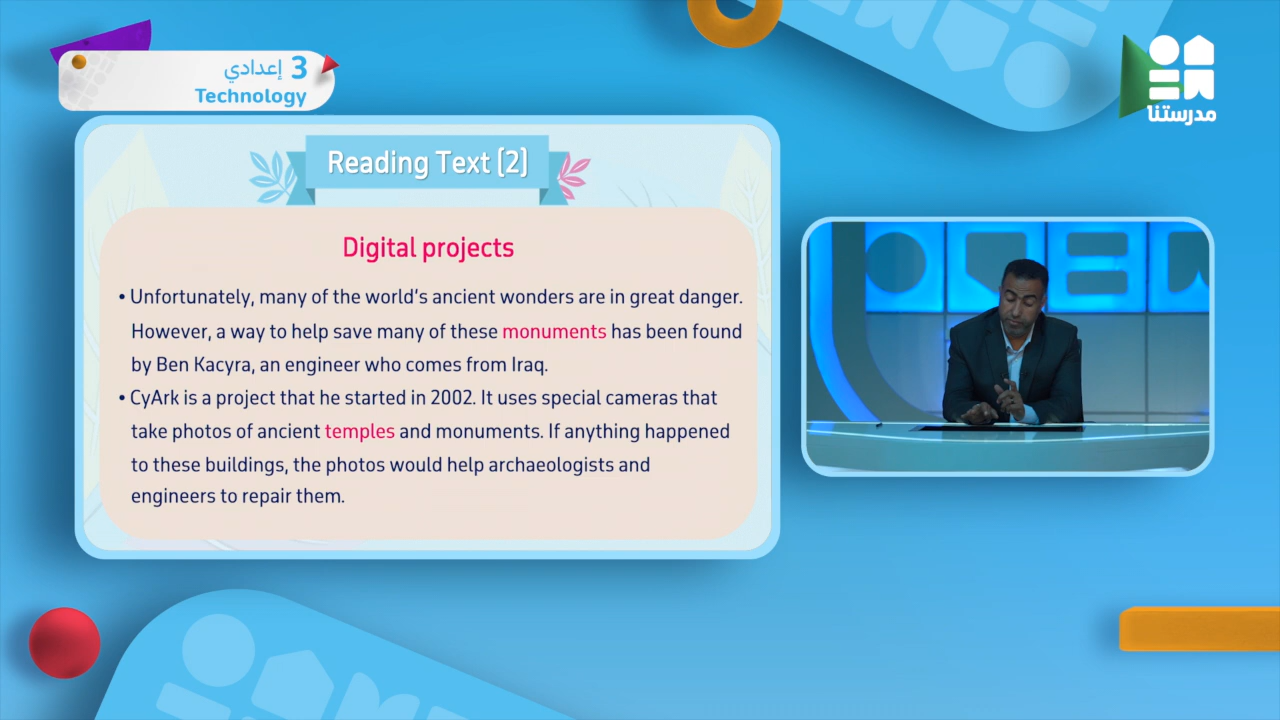 3 إعدادي
Technology
مدرستنا
Reading Text (2)
Digital projects
• Unfortunately, many of the world's ancient wonders are in great danger.
However, a way to help save many of these monuments has been found
by Ben Kacyra, an engineer who comes from Iraq.
• CyArk is a project that he started in 2002. It uses special cameras that
take photos of ancient temples and monuments. If anything happened
to these buildings, the photos would help archaeologists and
engineers to repair them.